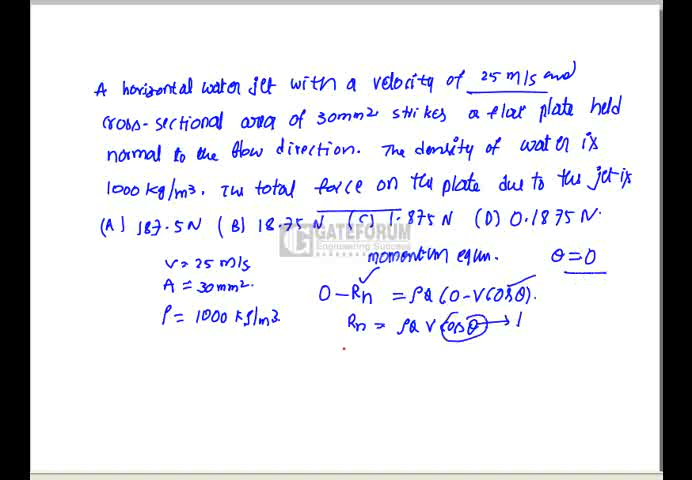 A horizontal water jet with a velocity of 25 m/s and
cross-sectional area of 30mm2 strikes a flat plate held
normal to the flow direction. The density of water is
1000 kg/m3. The total force on the plate due to the jet is
(A) 187.5N (B) 18.75 N (C) 1.875 N (D) 0.1875 N.
GATEFORUM
Engineering Success
momentum equn. θ=0
V=25 m/s
A = 30mm2.
0-Rn = ρQ (0-Vcosθ).
ρ= 1000 kg/m3
Rn = ρQ V cosθ → 1